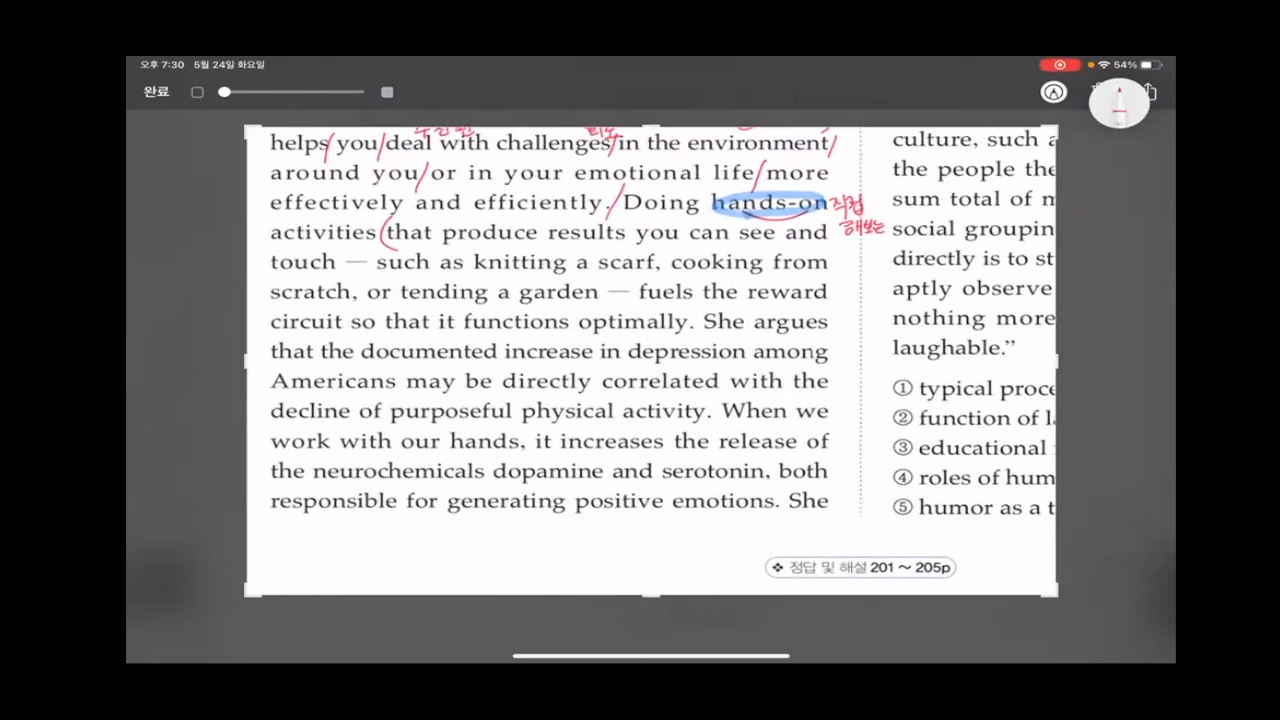 오후 7:30 5월 24일 화요일
54%
완료
helps you deal with challenges in the environment
around you or in your emotional life more
effectively and efficiently. Doing hands-on
직접
해보는
activities that produce results you can see and
touch — such as knitting a scarf, cooking from
scratch, or tending a garden — fuels the reward
circuit so that it functions optimally. She argues
that the documented increase in depression among
Americans may be directly correlated with the
decline of purposeful physical activity. When we
work with our hands, it increases the release of
the neurochemicals dopamine and serotonin, both
responsible for generating positive emotions. She
culture, such a
the people the
sum total of m
social groupin
directly is to st
aptly observe
nothing more
laughable.”
① typical proce
② function of l
③ educational
④ roles of hum
⑤ humor as a t
❖ 정답 및 해설 201 ~ 205p